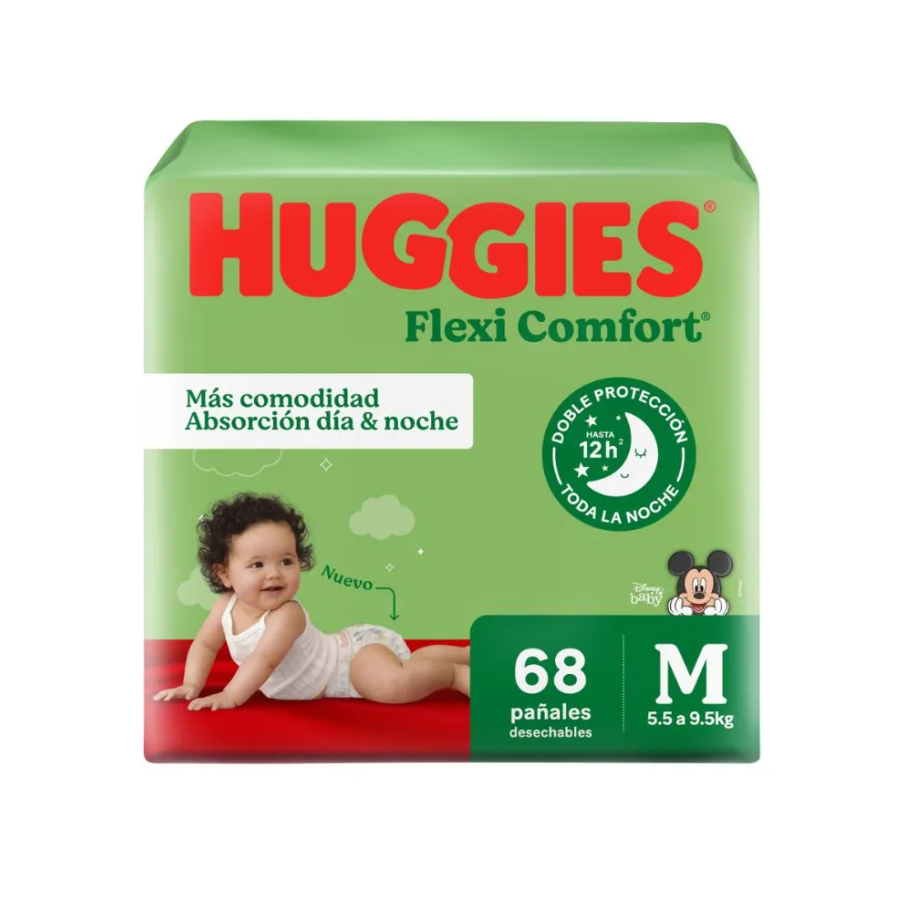 HUGGIES®
Flexi Comfort®
Más comodidad
Absorción día & noche
DOBLE PROTECCIÓN
HASTA
12h²
TODA LA NOCHE
Nuevo
Disney
baby
68
pañales
desechables
M
5.5 a 9.5kg